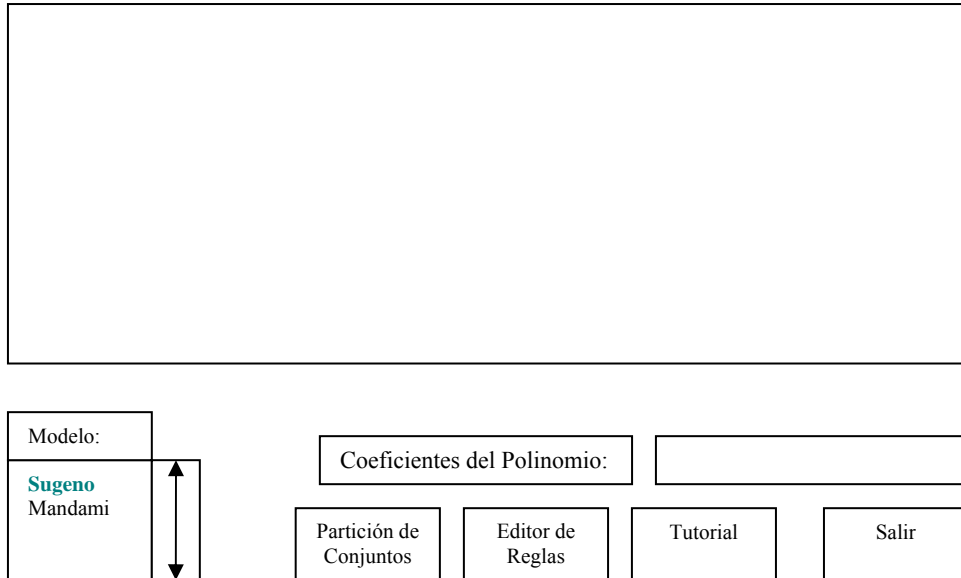 Modelo:
Sugeno
Mandami
Coeficientes del Polinomio:
Partición de
Conjuntos
Editor de
Reglas
Tutorial
Salir